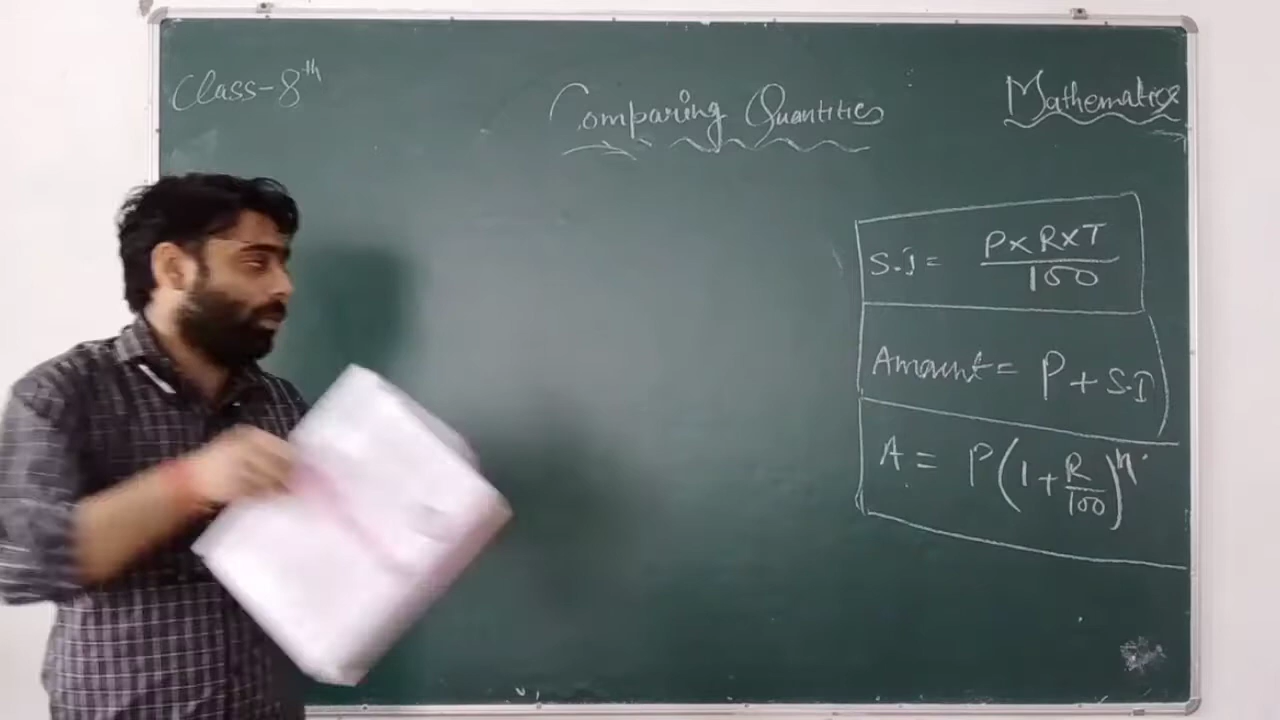 Class-8th
Comparing Quantities
Mathematics
S.I = P×R×T/100
Amount = P + S.I
A = P(1+R/100)^n